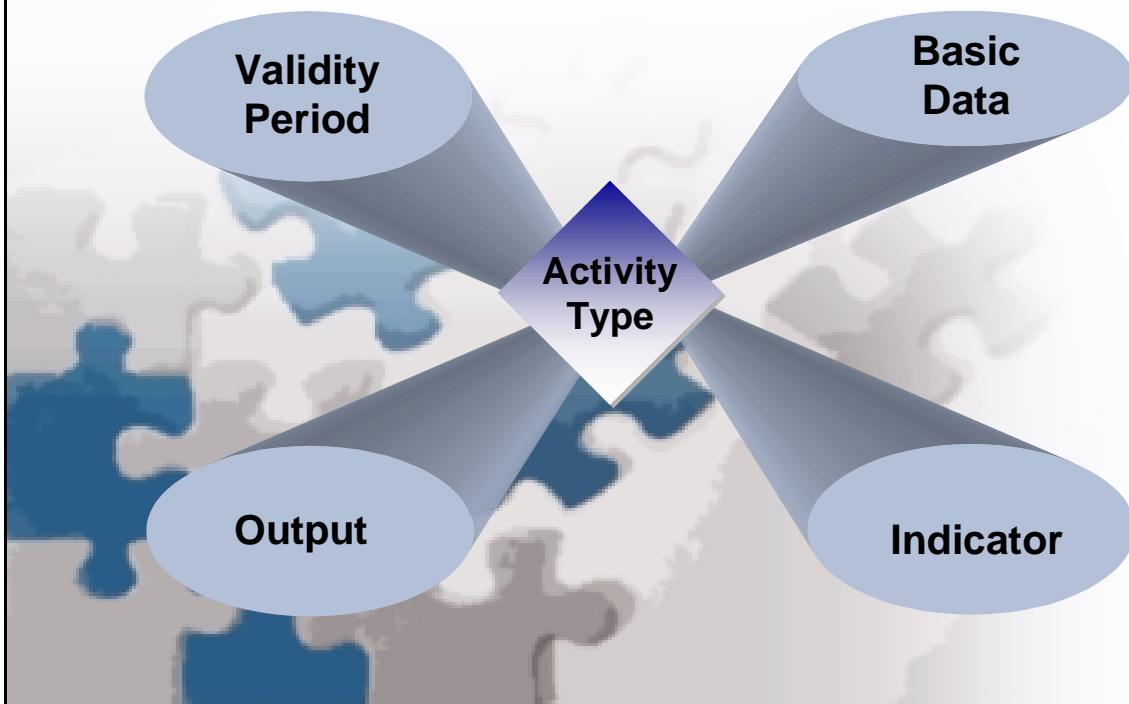 Validity
Period
Basic
Data
Activity
Type
Output
Indicator